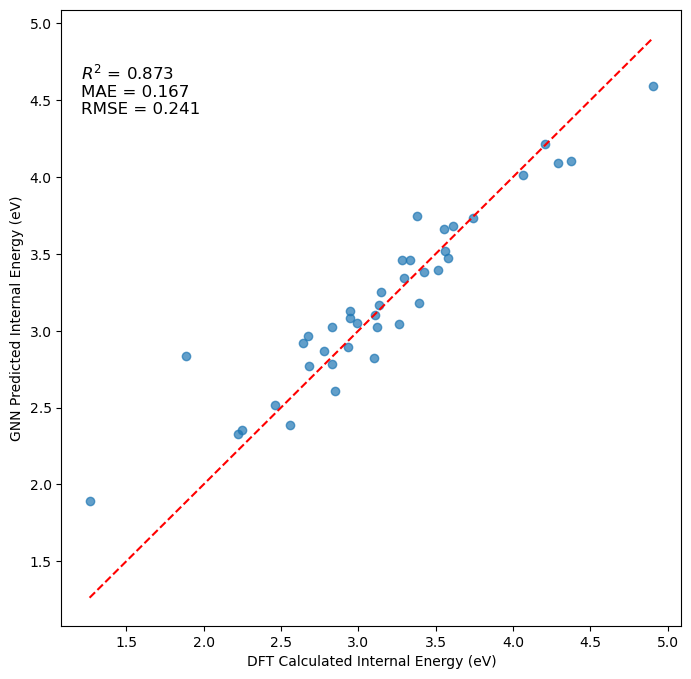 R² = 0.873
MAE = 0.167
RMSE = 0.241
5.0
4.5
4.0
3.5
3.0
2.5
2.0
1.5
GNN Predicted Internal Energy (eV)
1.5 2.0 2.5 3.0 3.5 4.0 4.5 5.0
DFT Calculated Internal Energy (eV)